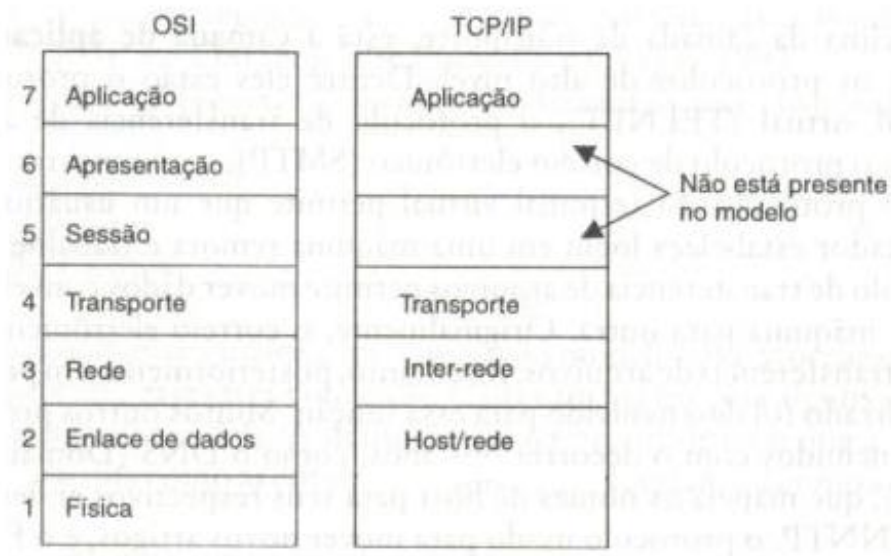 OSI
TCP/IP
7 Aplicação
Aplicação
6 Apresentação
Não está presente
no modelo
5 Sessão
4 Transporte
Transporte
3 Rede
Inter-rede
2 Enlace de dados
Host/rede
1 Física